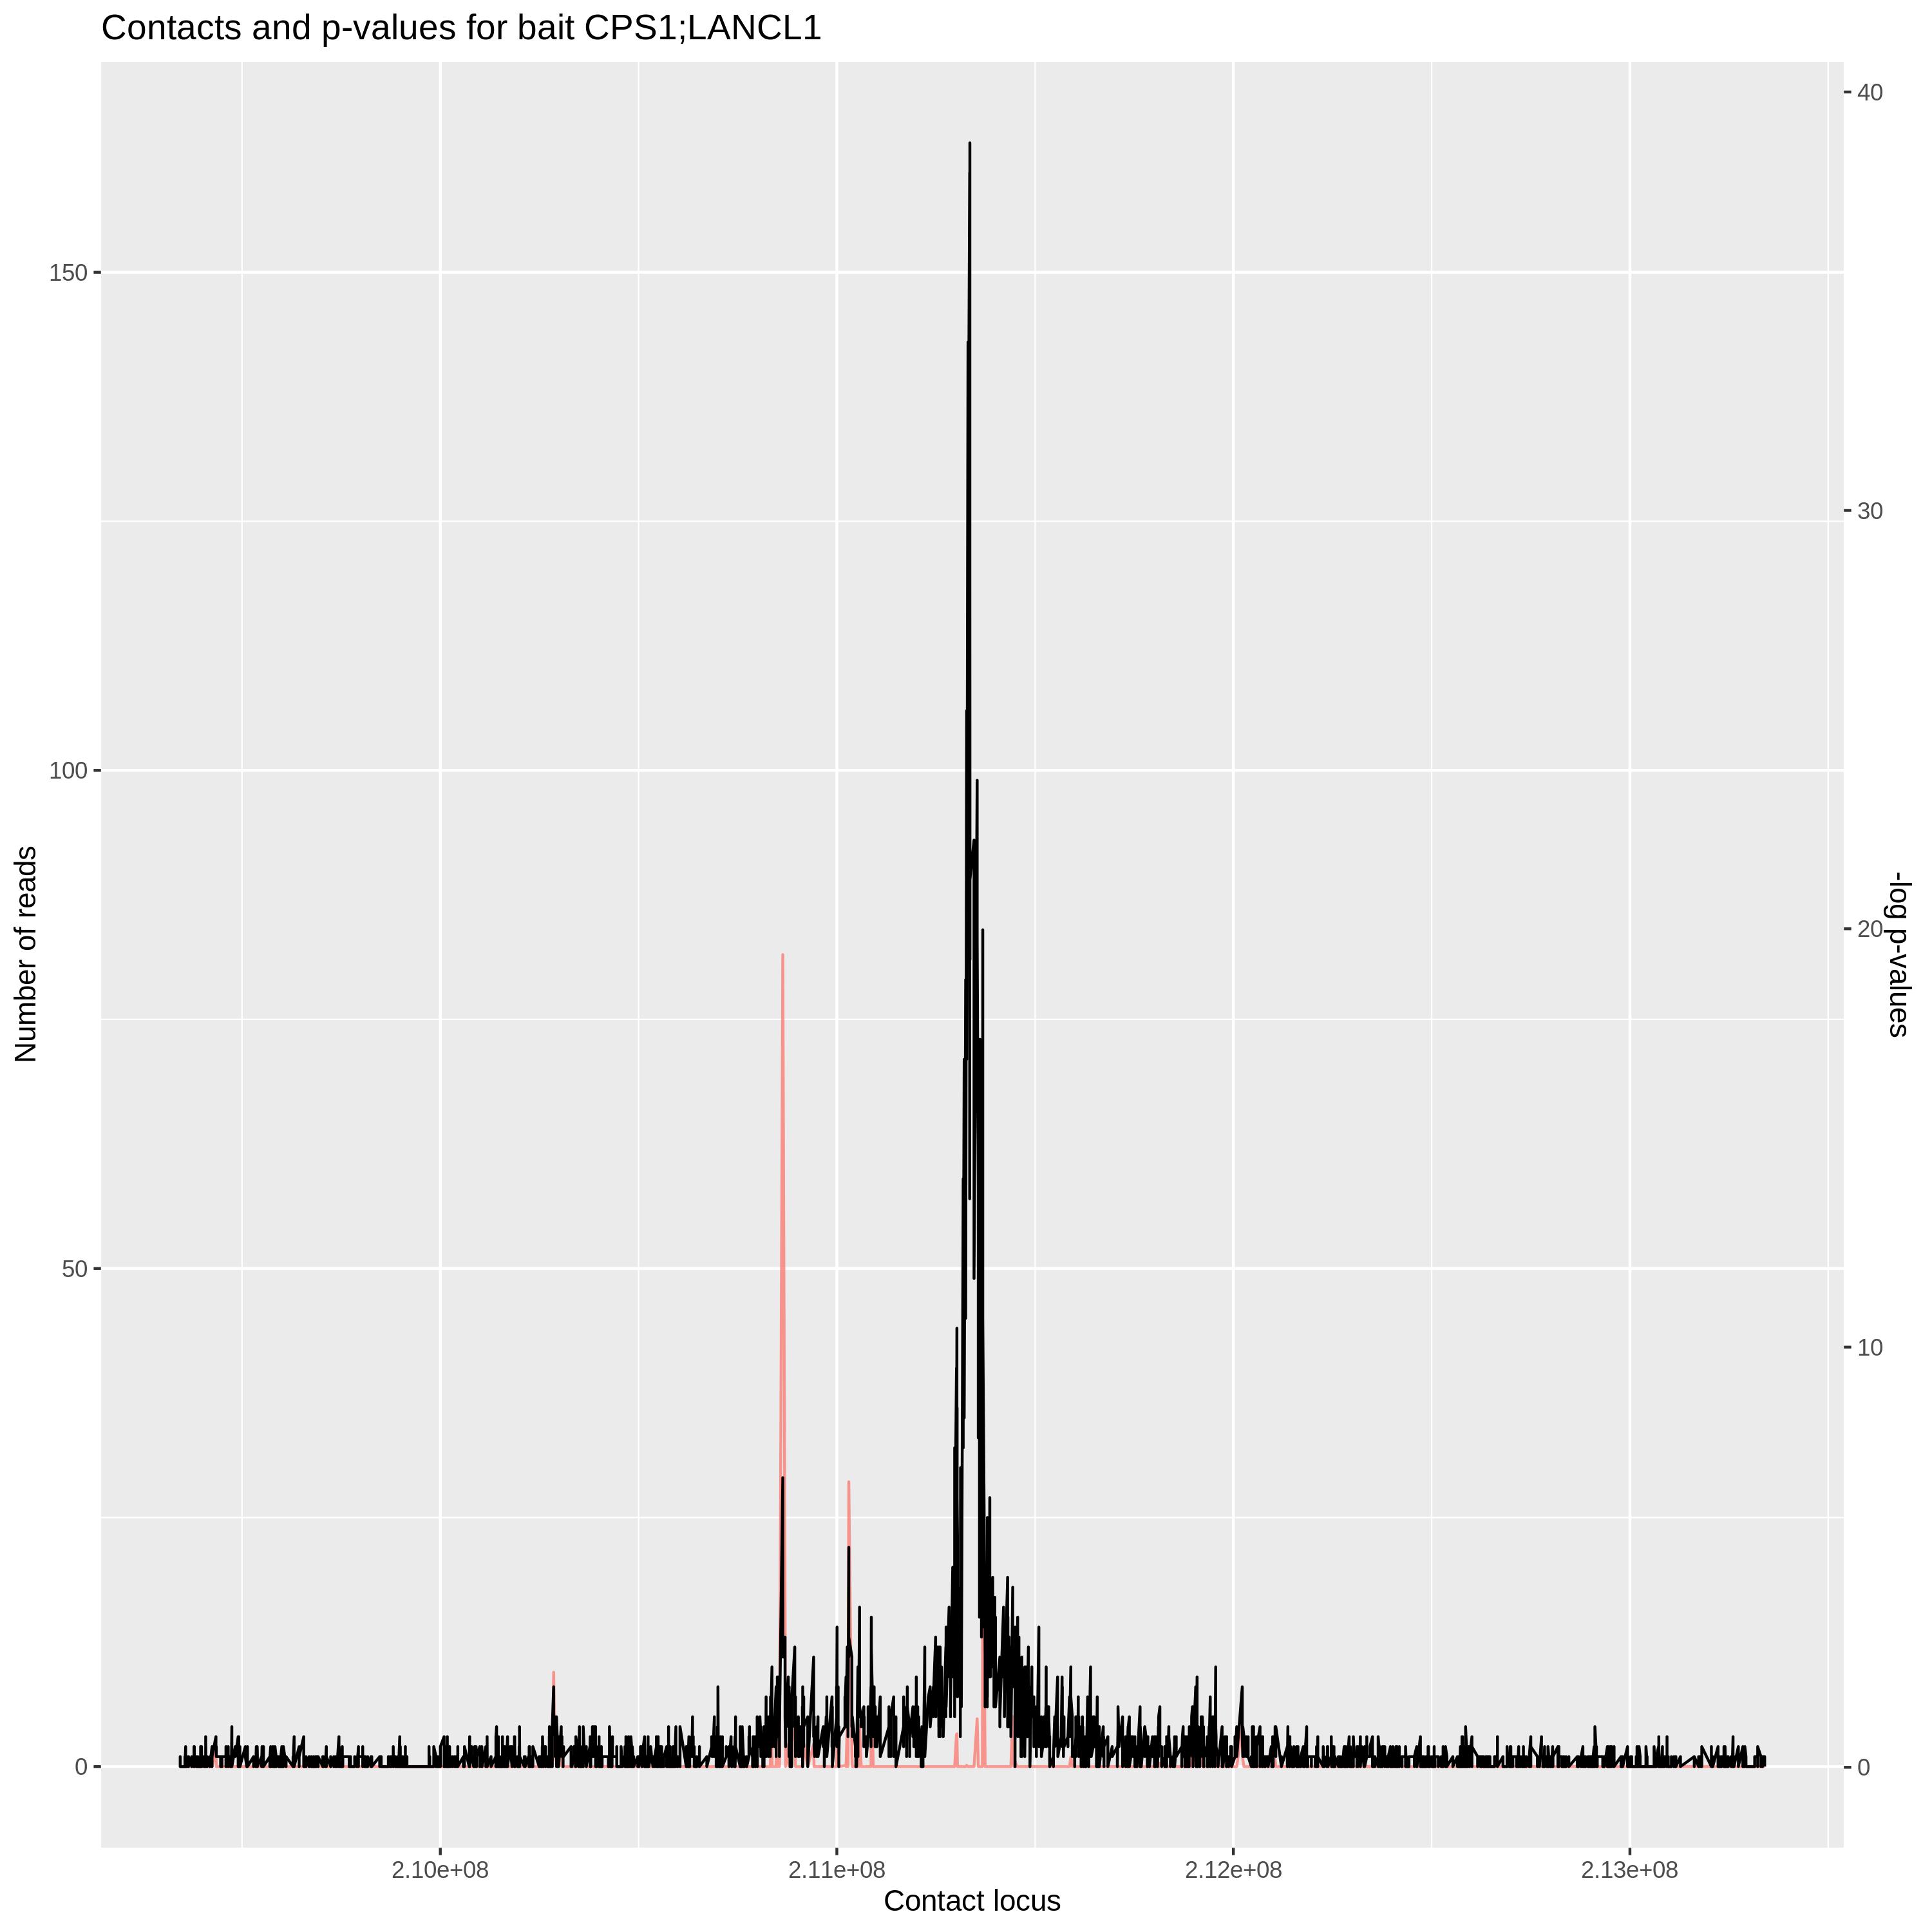 Contacts and p-values for bait CPS1;LANCL1
Number of reads
150
100
50
0
40
30
20
10
0
-log p-values
2.10e+08
2.11e+08
2.12e+08
2.13e+08
Contact locus